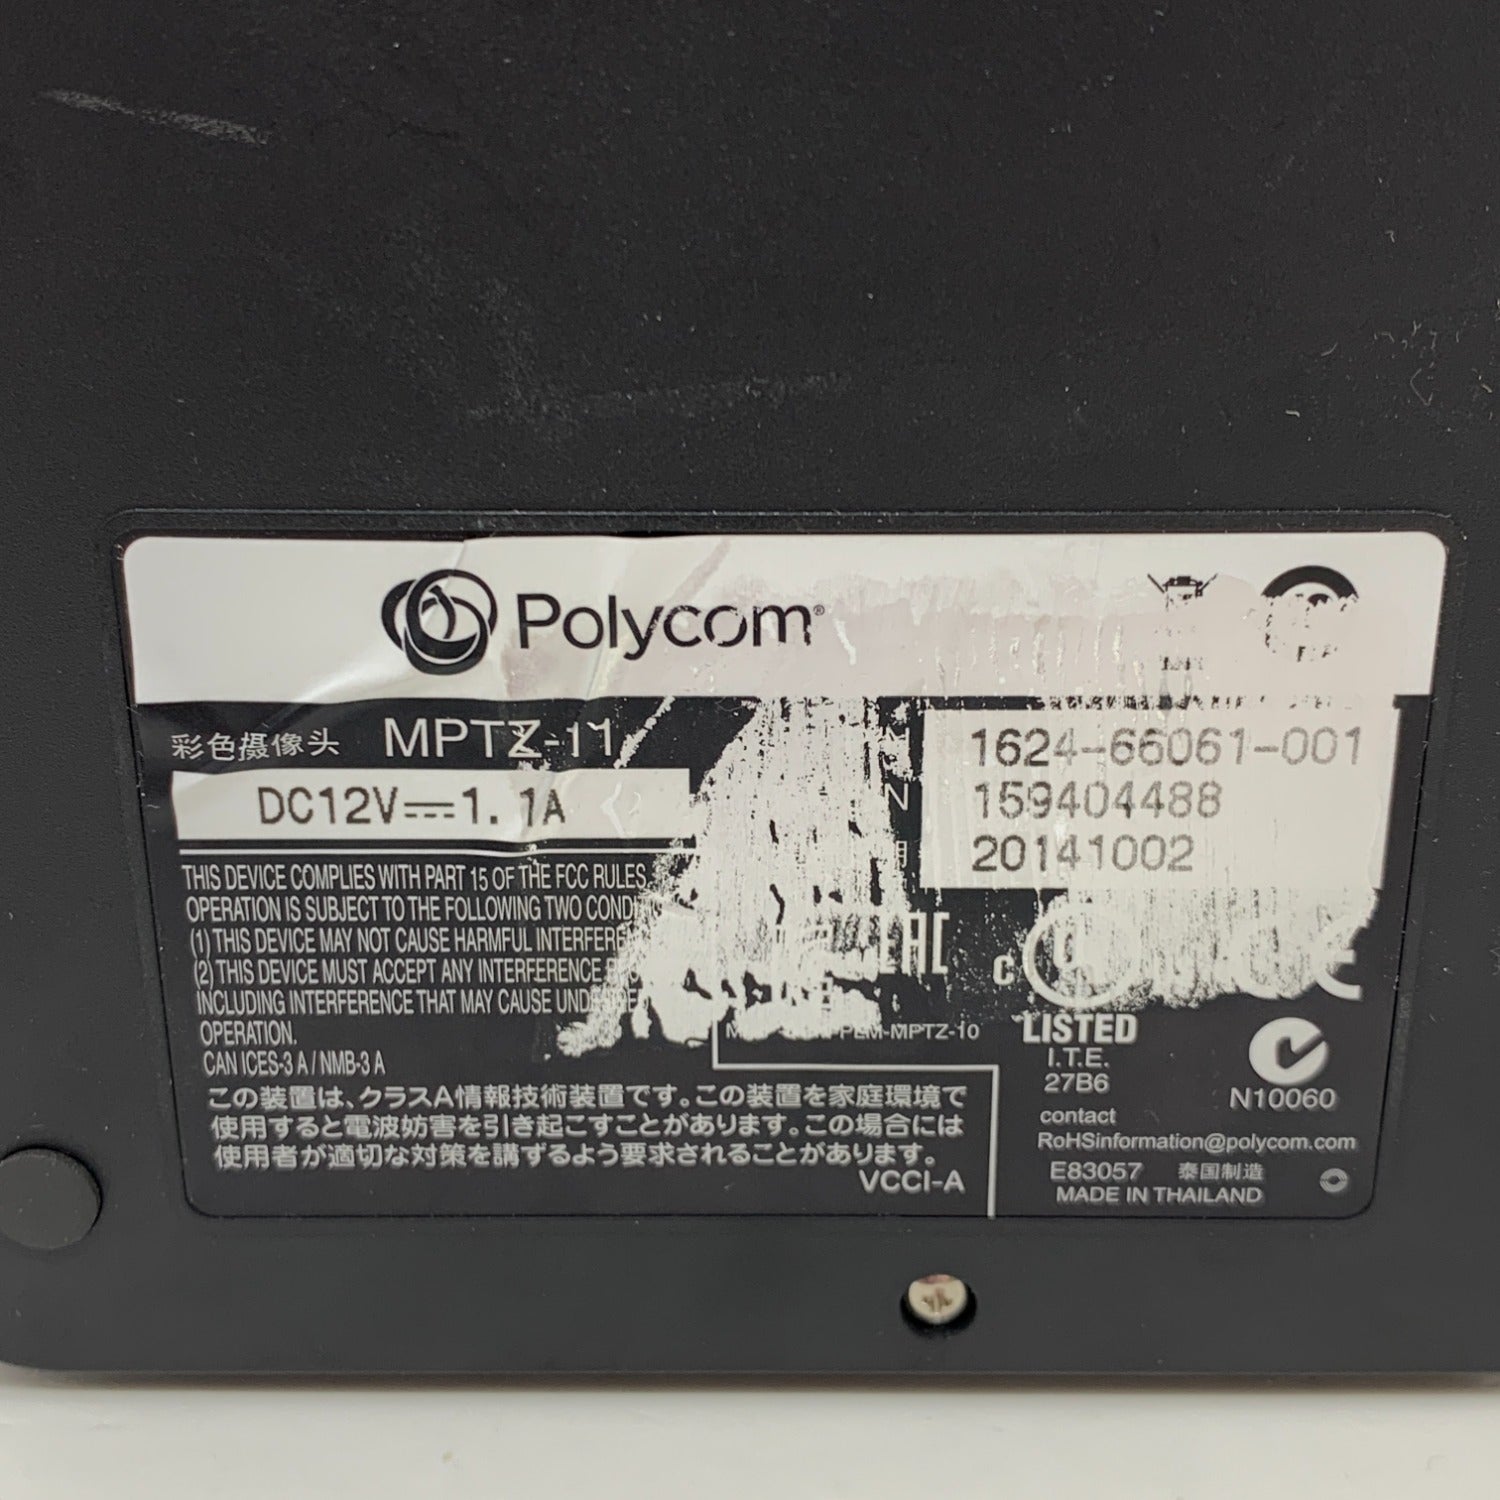 Polycom®
彩色摄像头 MPTZ-11
1624-66061-001
DC12V⎓1.1A
N 159404488
期 20141002
THIS DEVICE COMPLIES WITH PART 15 OF THE FCC RULES.
OPERATION IS SUBJECT TO THE FOLLOWING TWO
(1) THIS DEVICE MAY NOT CAUSE HARMFUL
(2) THIS DEVICE MUST ACCEPT ANY INTERFERENCE
INCLUDING INTERFERENCE THAT MAY CAUSE
OPERATION.
CAN ICES-3 A / NMB-3 A
EAC
-MPTZ-10
この装置は、クラスA情報技術装置です。この装置を家庭環境で
使用すると電波妨害を引き起こすことがあります。この場合には
使用者が適切な対策を講ずるよう要求されることがあります。
VCCI-A
C
CE
LISTED
I.T.E.
27B6
N10060
contact
RoHSinformation@polycom.com
E83057 泰国制造
MADE IN THAILAND